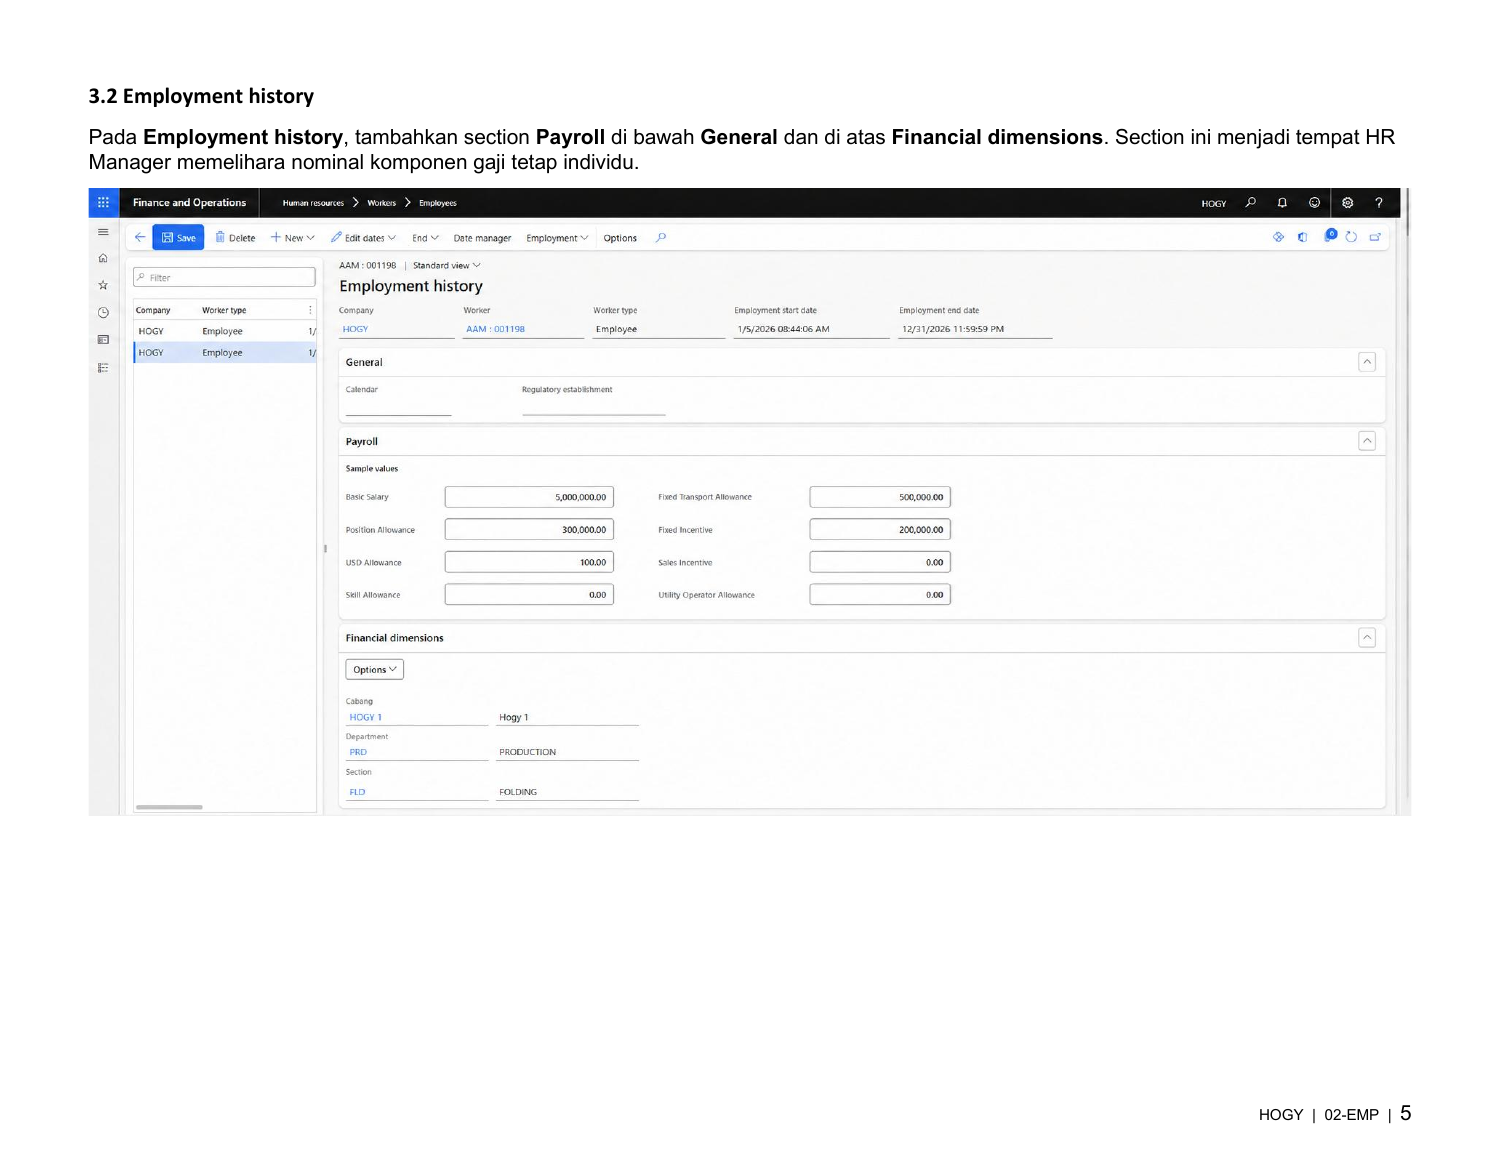 3.2 Employment history
Pada Employment history, tambahkan section Payroll di bawah General dan di atas Financial dimensions. Section ini menjadi tempat HR
Manager memelihara nominal komponen gaji tetap individu.
Finance and Operations Human resources > Workers > Employees HOGY ?
Save Delete New Edit dates End Date manager Employment Options
Filter
Company Worker type
HOGY Employee 1/
HOGY Employee 1/
AAM : 001198 | Standard view
Employment history
Company Worker Worker type Employment start date Employment end date
HOGY AAM : 001198 Employee 1/5/2026 08:44:06 AM 12/31/2026 11:59:59 PM
General
Calendar Regulatory establishment
Payroll
Sample values
Basic Salary 5,000,000.00 Fixed Transport Allowance 500,000.00
Position Allowance 300,000.00 Fixed Incentive 200,000.00
USD Allowance 100.00 Sales Incentive 0.00
Skill Allowance 0.00 Utility Operator Allowance 0.00
Financial dimensions
Options
Cabang
HOGY 1 Hogy 1
Department
PRD PRODUCTION
Section
FLD FOLDING
HOGY | 02-EMP | 5